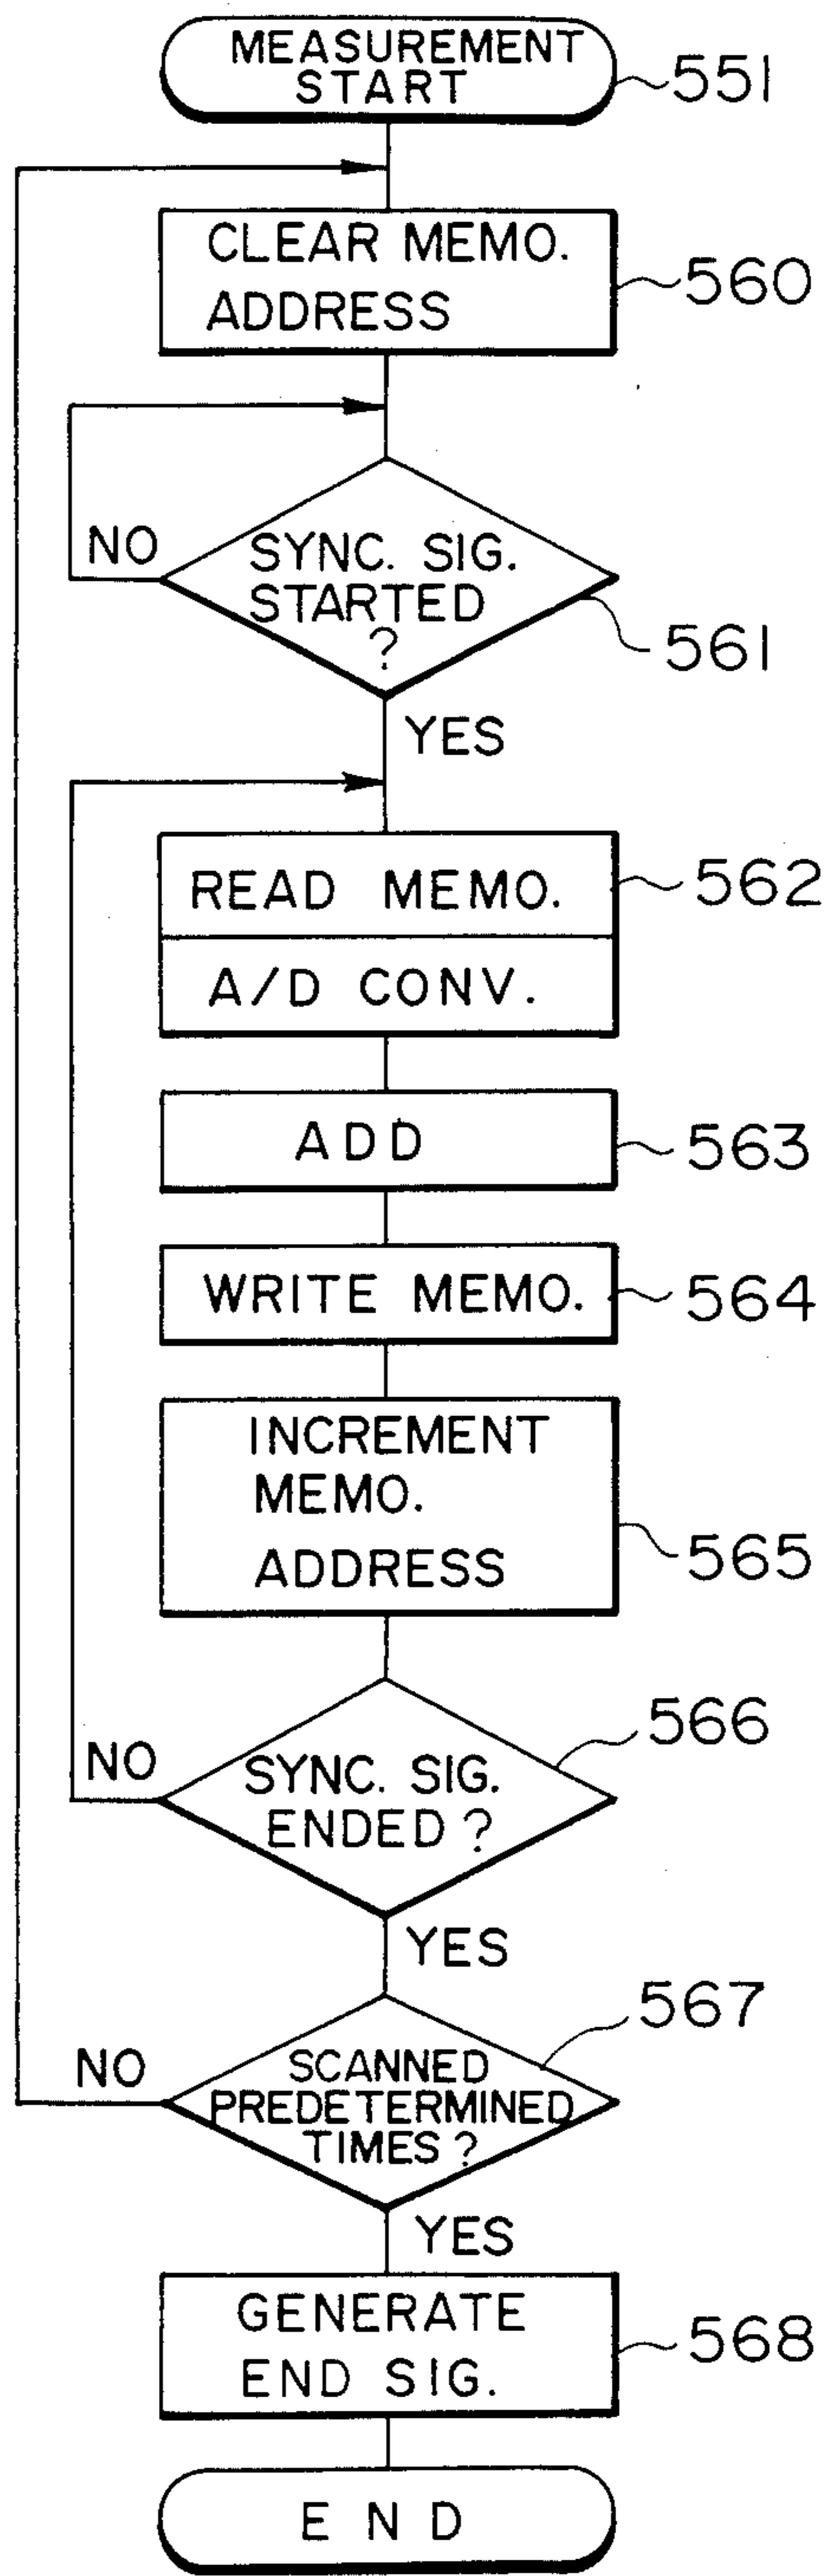 MEASUREMENT
START
551
CLEAR MEMO.
ADDRESS
560
NO
SYNC. SIG.
STARTED
?
561
YES
READ MEMO.
562
A/D CONV.
ADD
563
WRITE MEMO.
564
INCREMENT
MEMO.
ADDRESS
565
566
NO
SYNC. SIG.
ENDED ?
YES
567
NO
SCANNED
PREDETERMINED
TIMES ?
YES
GENERATE
END SIG.
568
END